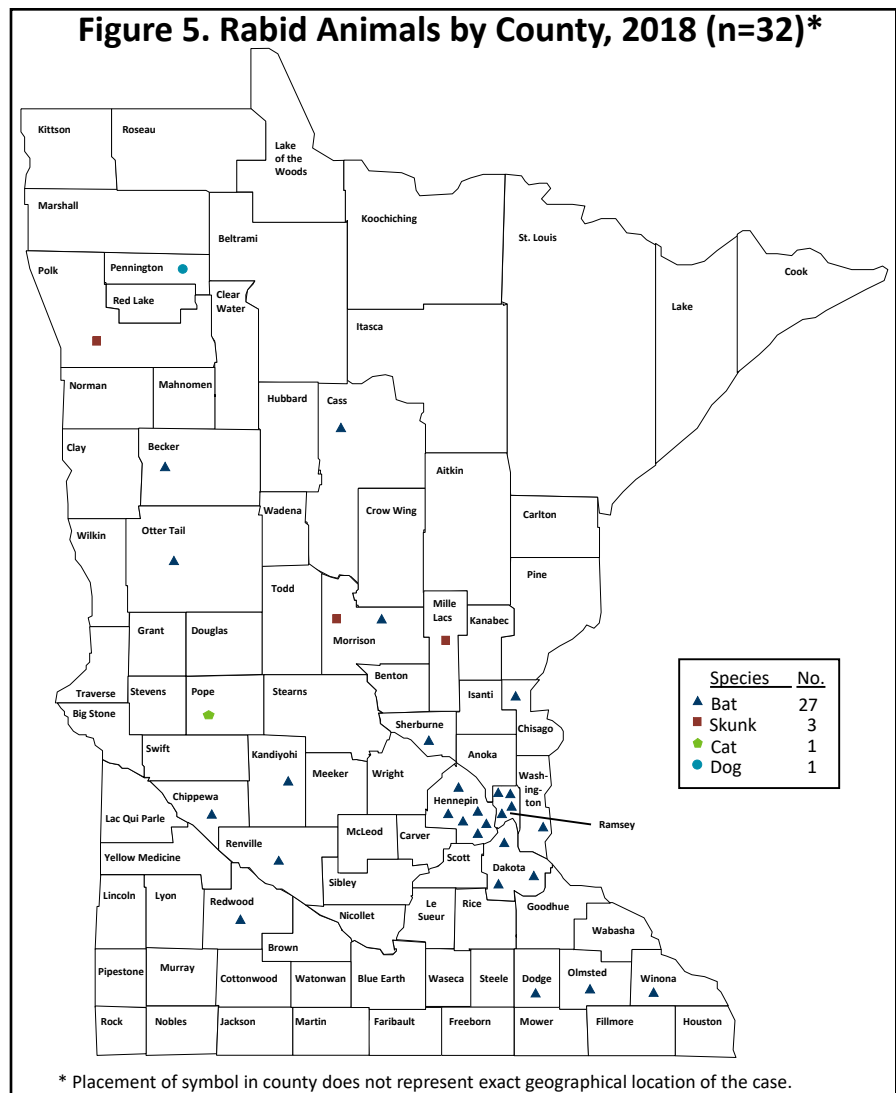 Figure 5. Rabid Animals by County, 2018 (n=32)*
Kittson
Roseau
Lake
of the
Woods
Marshall
Koochiching
St. Louis
Beltrami
Polk
Pennington
Clear
Water
Red Lake
Lake
Cook
Itasca
Norman
Mahnomen
Hubbard
Cass
Clay
Becker
Aitkin
Wadena
Crow Wing
Carlton
Wilkin
Otter Tail
Pine
Todd
Mille
Lacs
Kanabec
Grant
Douglas
Morrison
Benton
Traverse
Stevens
Pope
Stearns
Isanti
Big Stone
Sherburne
Chisago
Swift
Kandiyohi
Anoka
Meeker
Wright
Wash-
ing-
ton
Chippewa
Hennepin
Lac Qui Parle
Ramsey
Renville
McLeod
Carver
Yellow Medicine
Scott
Dakota
Sibley
Lincoln
Lyon
Redwood
Nicollet
Le
Sueur
Rice
Goodhue
Wabasha
Brown
Pipestone
Murray
Cottonwood
Watonwan
Blue Earth
Waseca
Steele
Dodge
Olmsted
Winona
Rock
Nobles
Jackson
Martin
Faribault
Freeborn
Mower
Fillmore
Houston
Species No.
Bat 27
Skunk 3
Cat 1
Dog 1
* Placement of symbol in county does not represent exact geographical location of the case.